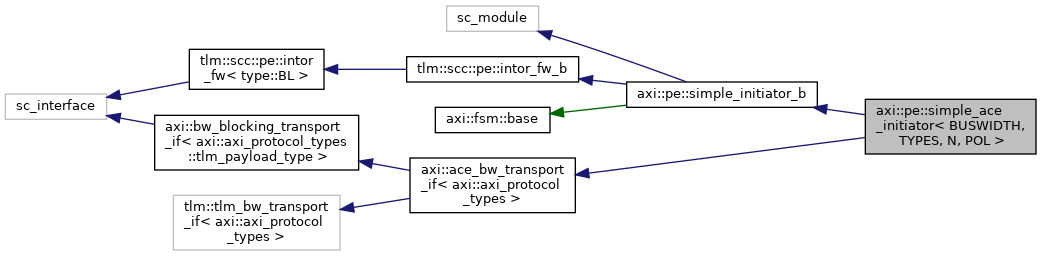 sc_module
tlm::scc::pe::intor
_fw< type::BL >
tlm::scc::pe::intor_fw_b
sc_interface
axi::pe::simple_initiator_b
axi::fsm::base
axi::pe::simple_ace
_initiator< BUSWIDTH,
TYPES, N, POL >
axi::bw_blocking_transport
_if< axi::axi_protocol_types
::tlm_payload_type >
axi::ace_bw_transport
_if< axi::axi_protocol
_types >
tlm::tlm_bw_transport
_if< axi::axi_protocol
_types >